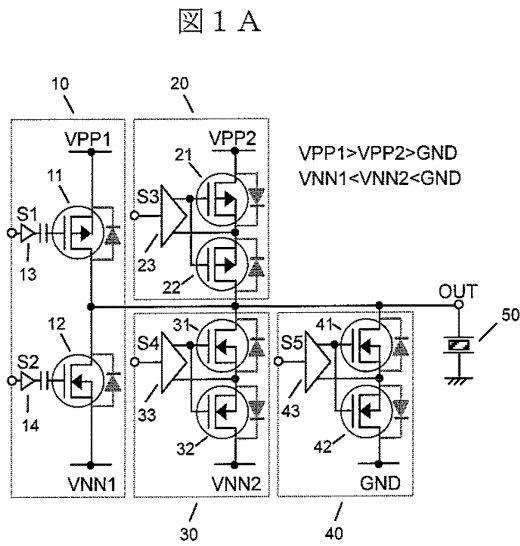 図１A
10
20
VPP1
VPP2
11
21
VPP1>VPP2>GND
VNN1<VNN2<GND
S1
S3
13
23
22
OUT
50
12
31
41
S2
S4
S5
14
33
32
43
42
VNN1
VNN2
GND
30
40